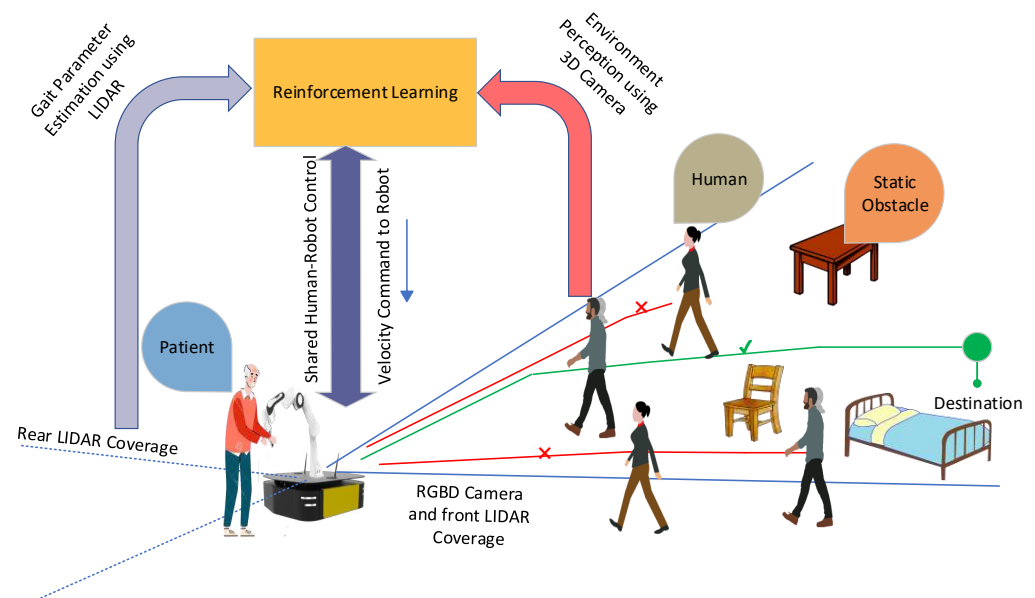 Gait Parameter
Estimation using
LIDAR
Reinforcement Learning
Environment
Perception using
3D Camera
Shared Human-Robot Control
Velocity Command to Robot
Human
Static
Obstacle
Patient
Destination
Rear LIDAR Coverage
RGBD Camera
and front LIDAR
Coverage